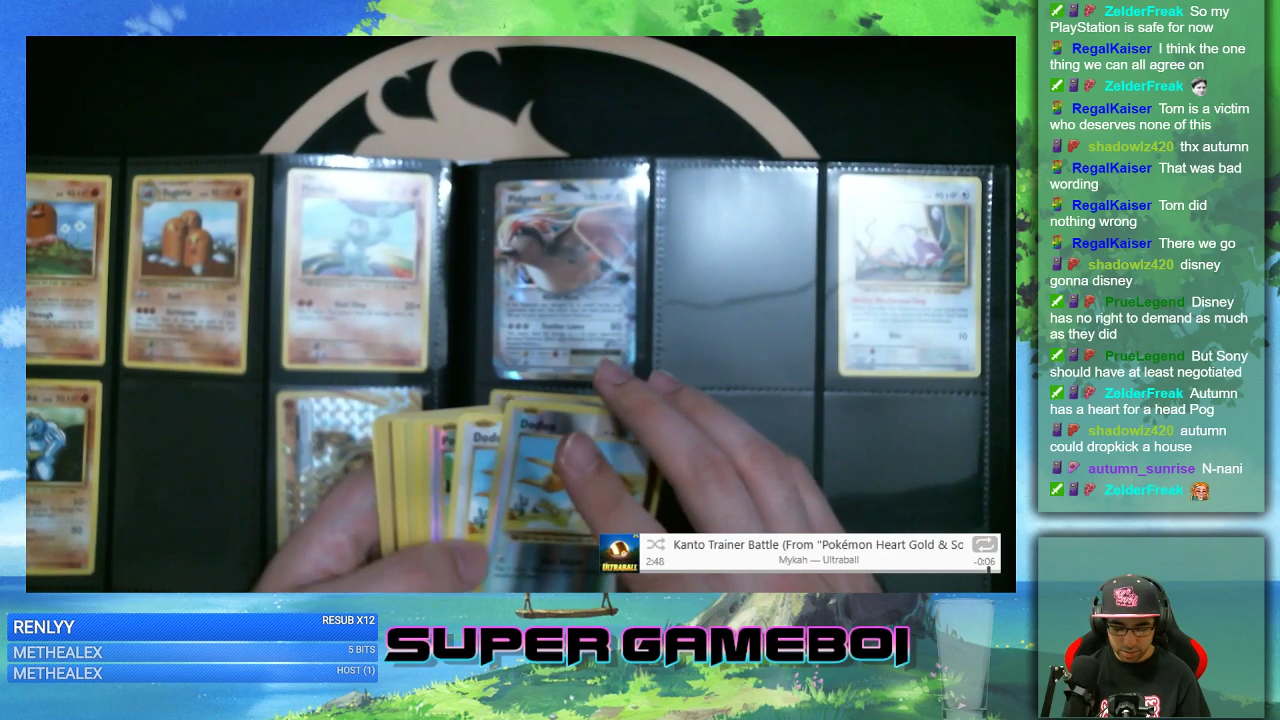 ZelderFreak So my
PlayStation is safe for now
RegalKaiser I think the one
thing we can all agree on
ZelderFreak
RegalKaiser Tom is a victim
who deserves none of this
shadowlz420 thx autumn
RegalKaiser That was bad
wording
RegalKaiser Tom did
nothing wrong
RegalKaiser There we go
shadowlz420 disney
gonna disney
PrueLegend Disney
has no right to demand as much
as they did
PrueLegend But Sony
should have at least negotiated
ZelderFreak Autumn
has a heart for a head Pog
shadowlz420 autumn
could dropkick a house
autumn_sunrise N-nani
ZelderFreak
Dugtrio
Pidgeot EX
Doduo
10
80
Kanto Trainer Battle (From "Pokémon Heart Gold & So
2:48
Mykah — Ultraball
-0:06
ULTRABALL
RENLYY RESUB X12
METHEALEX 5 BITS
METHEALEX HOST (1)
SUPER GAMEBOI